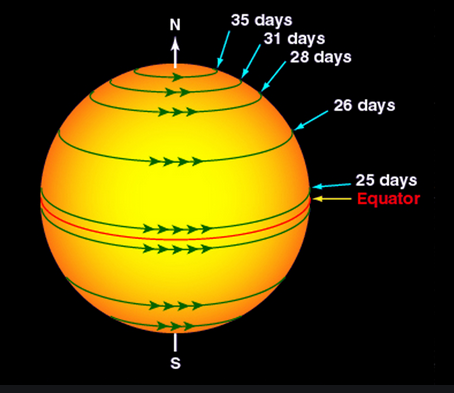 N
35 days
31 days
28 days
26 days
25 days
Equator
S